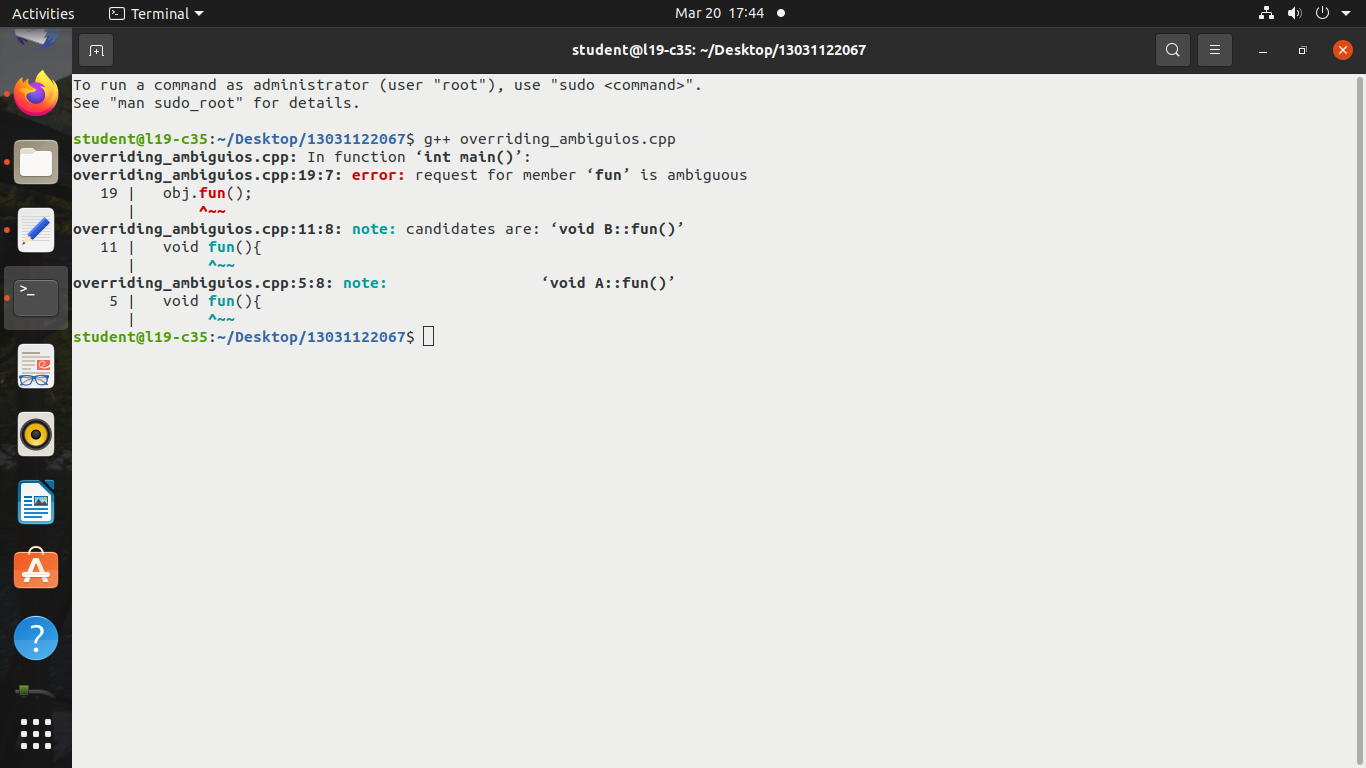 Activities Terminal Mar 20 17:44
student@l19-c35: ~/Desktop/13031122067
To run a command as administrator (user "root"), use "sudo <command>".
See "man sudo_root" for details.
student@l19-c35:~/Desktop/13031122067$ g++ overriding_ambiguios.cpp
overriding_ambiguios.cpp: In function ‘int main()’:
overriding_ambiguios.cpp:19:7: error: request for member ‘fun’ is ambiguous
   19 |   obj.fun();
      |       ^~~
overriding_ambiguios.cpp:11:8: note: candidates are: ‘void B::fun()’
   11 |   void fun(){
      |        ^~~
overriding_ambiguios.cpp:5:8: note:                 ‘void A::fun()’
    5 |   void fun(){
      |        ^~~
student@l19-c35:~/Desktop/13031122067$